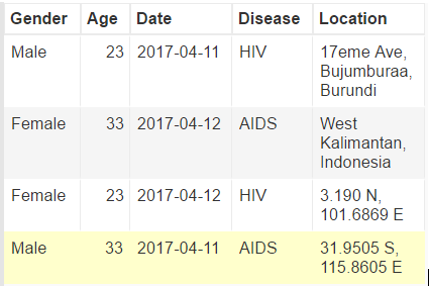 Gender Age Date Disease Location
Male 23 2017-04-11 HIV 17eme Ave,
Bujumburaa,
Burundi
Female 33 2017-04-12 AIDS West
Kalimantan,
Indonesia
Female 23 2017-04-12 HIV 3.190 N,
101.6869 E
Male 33 2017-04-11 AIDS 31.9505 S,
115.8605 E